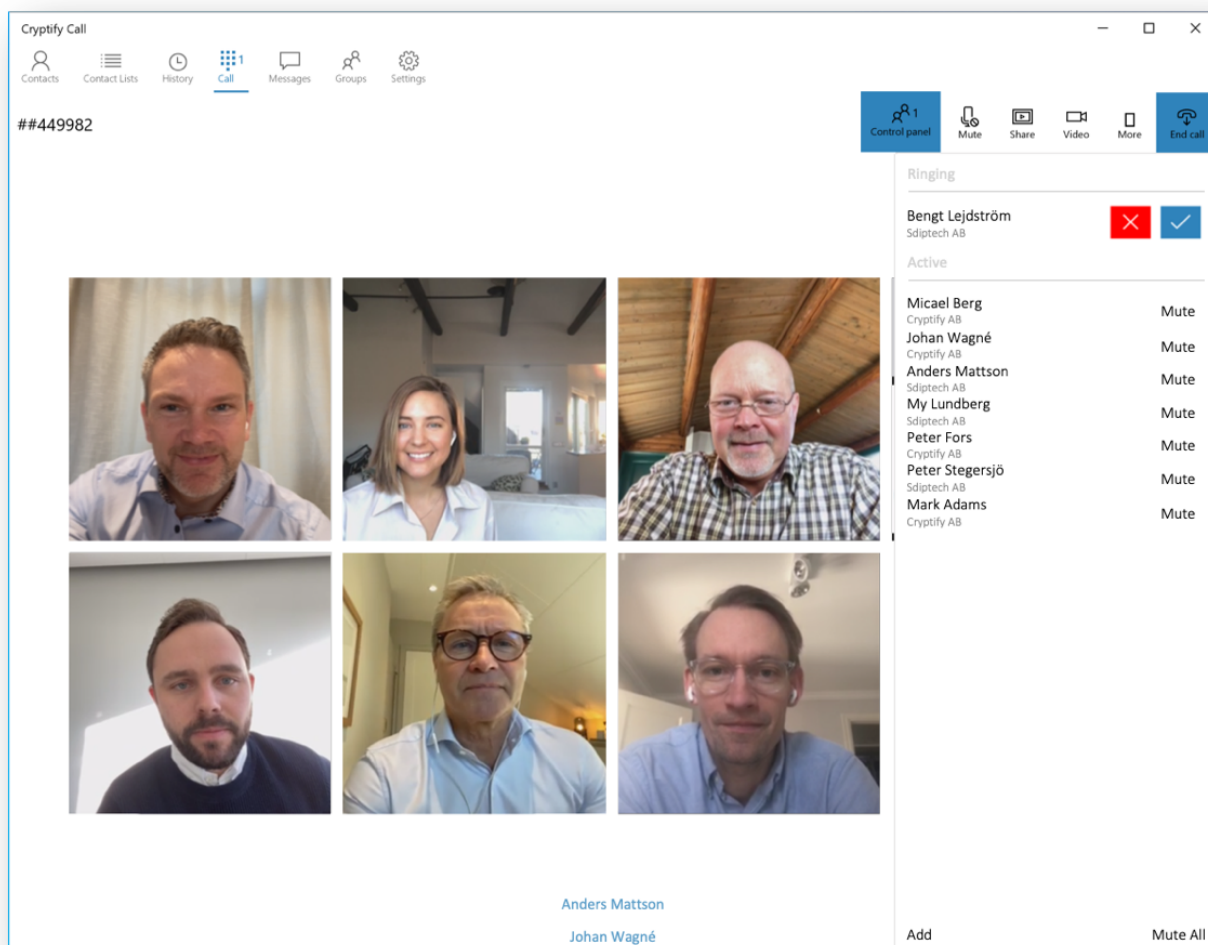 Cryptify Call
Contacts
Contact Lists
History
1
Call
Messages
Groups
Settings
##449982
1
Control panel
Mute
Share
Video
More
End call
Ringing
Bengt Lejdström
Sdiptech AB
Active
Micael Berg
Cryptify AB
Mute
Johan Wagné
Cryptify AB
Mute
Anders Mattson
Sdiptech AB
Mute
My Lundberg
Sdiptech AB
Mute
Peter Fors
Cryptify AB
Mute
Peter Stegersjö
Sdiptech AB
Mute
Mark Adams
Cryptify AB
Mute
Anders Mattson
Johan Wagné
Add
Mute All